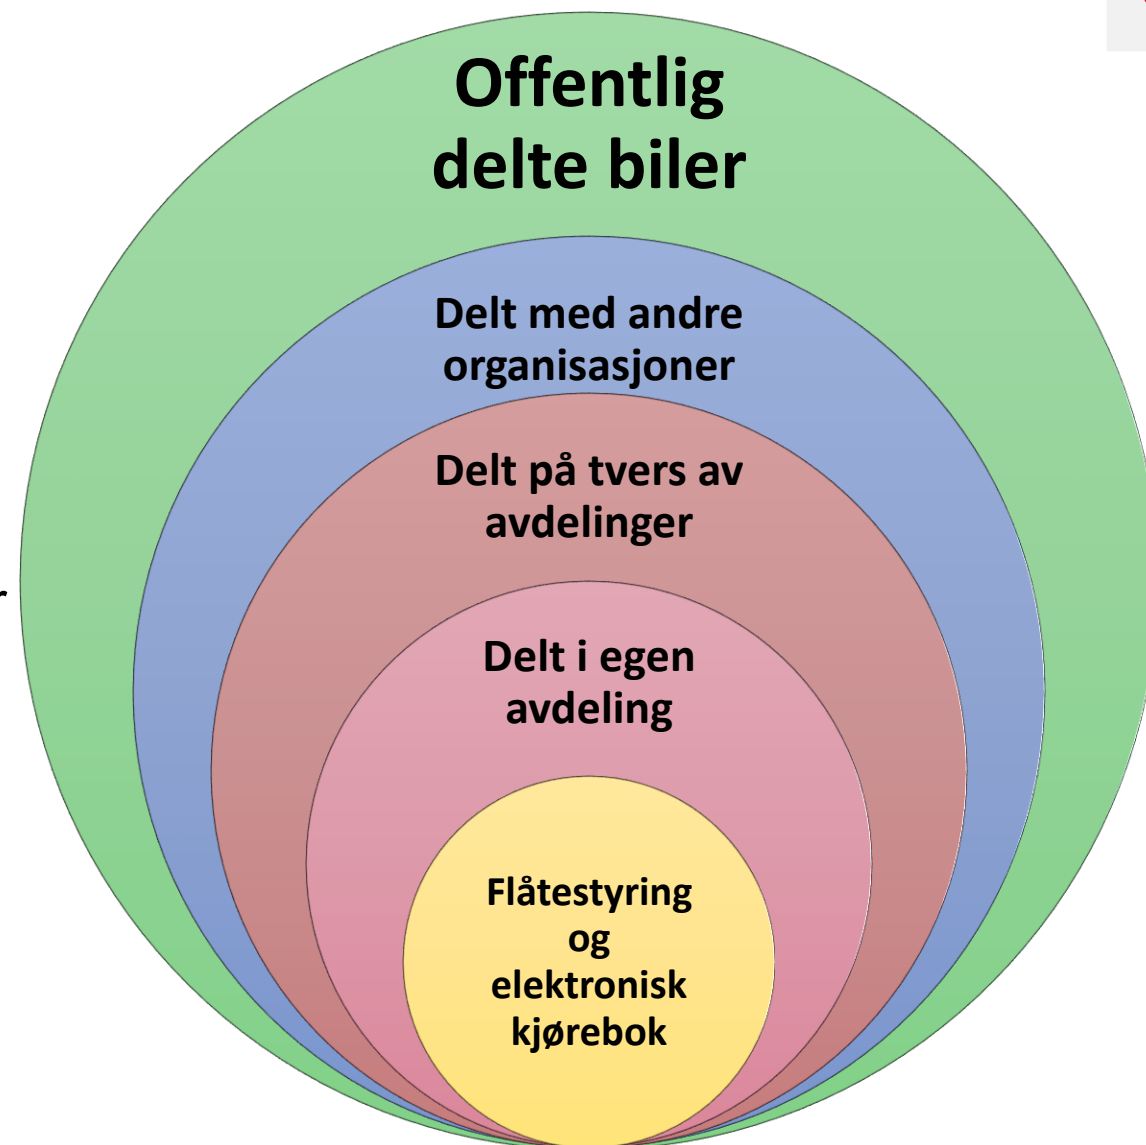 Offentlig
delte biler
Delt med andre
organisasjoner
Delt på tvers av
avdelinger
r
Delt i egen
avdeling
Flåtestyring
og
elektronisk
kjørebok